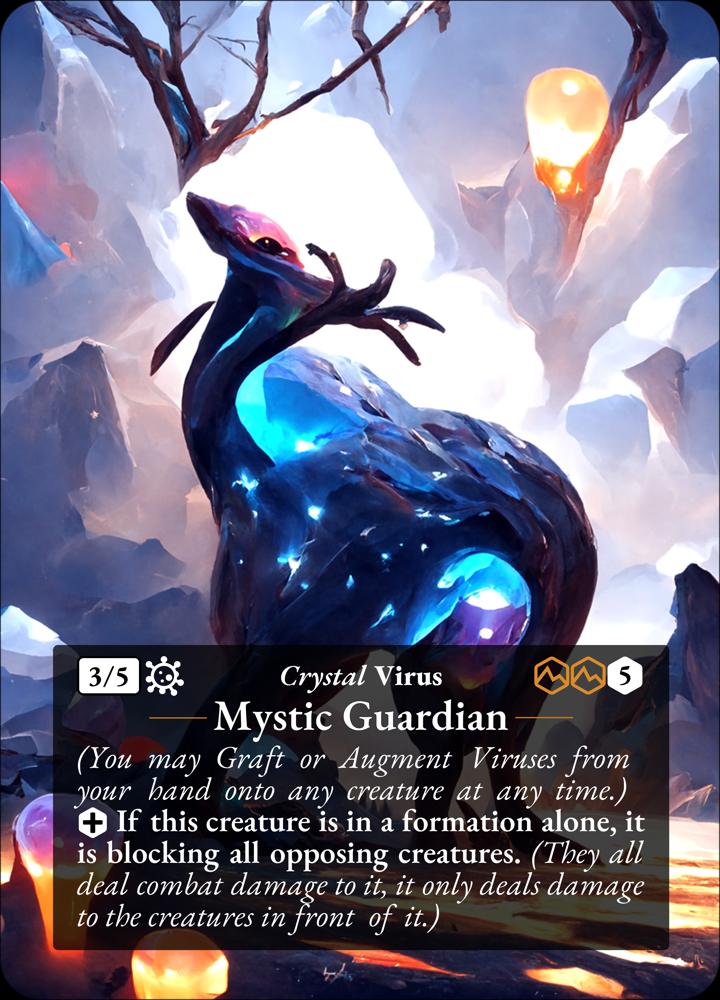 3/5 Crystal Virus 5
Mystic Guardian
(You may Graft or Augment Viruses from
your hand onto any creature at any time.)
If this creature is in a formation alone, it
is blocking all opposing creatures. (They all
deal combat damage to it, it only deals damage
to the creatures in front of it.)